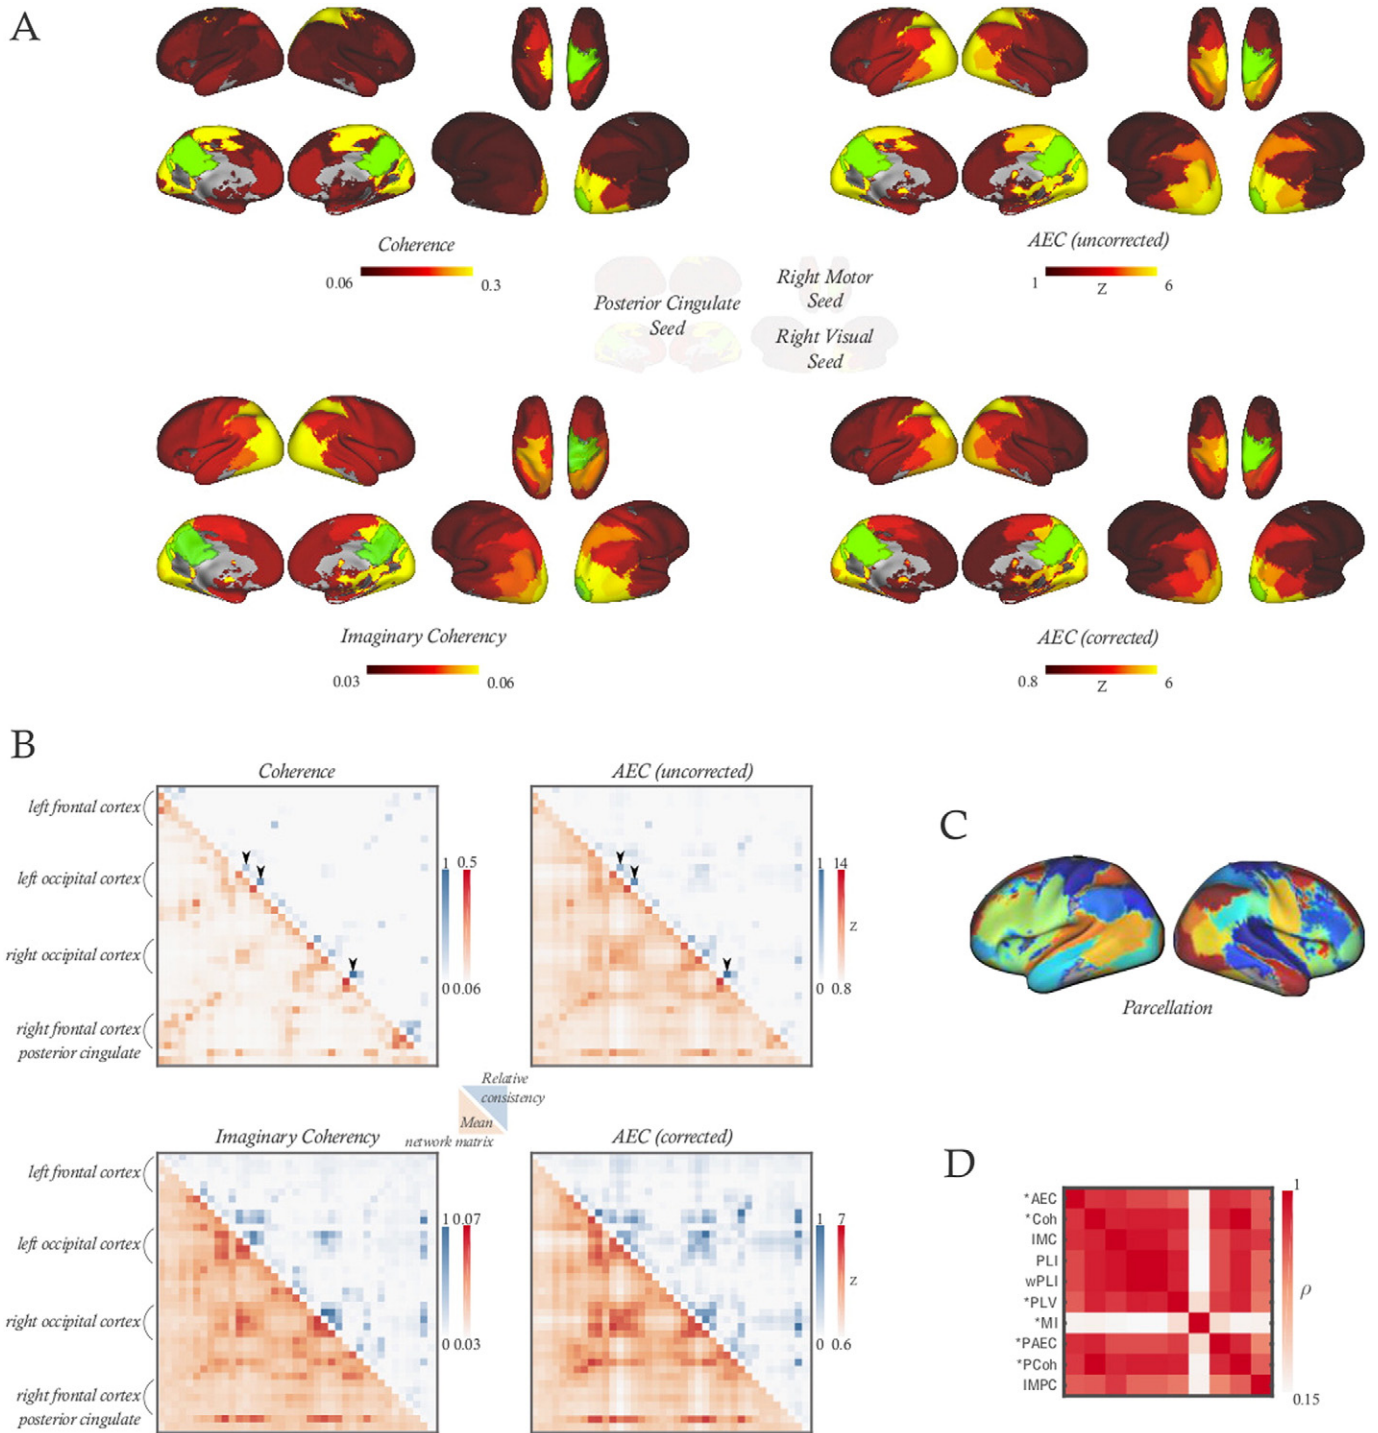 A
Coherence
0.06
0.3
AEC (uncorrected)
1
Z
6
Posterior Cingulate
Seed
Right Motor
Seed
Right Visual
Seed
Imaginary Coherency
0.03
0.06
AEC (corrected)
0.8
Z
6
B
Coherence
left frontal cortex
left occipital cortex
right occipital cortex
right frontal cortex
posterior cingulate
1 0.5
0 0.06
AEC (uncorrected)
1 14
Z
0 0.8
Relative
consistency
Mean
network matrix
Imaginary Coherency
left frontal cortex
left occipital cortex
right occipital cortex
right frontal cortex
posterior cingulate
1 0.07
0 0.03
AEC (corrected)
1 7
Z
0 0.6
C
Parcellation
D
*AEC
*Coh
IMC
PLI
wPLI
*PLV
*MI
*PAEC
*PCoh
IMPC
1
ρ
0.15